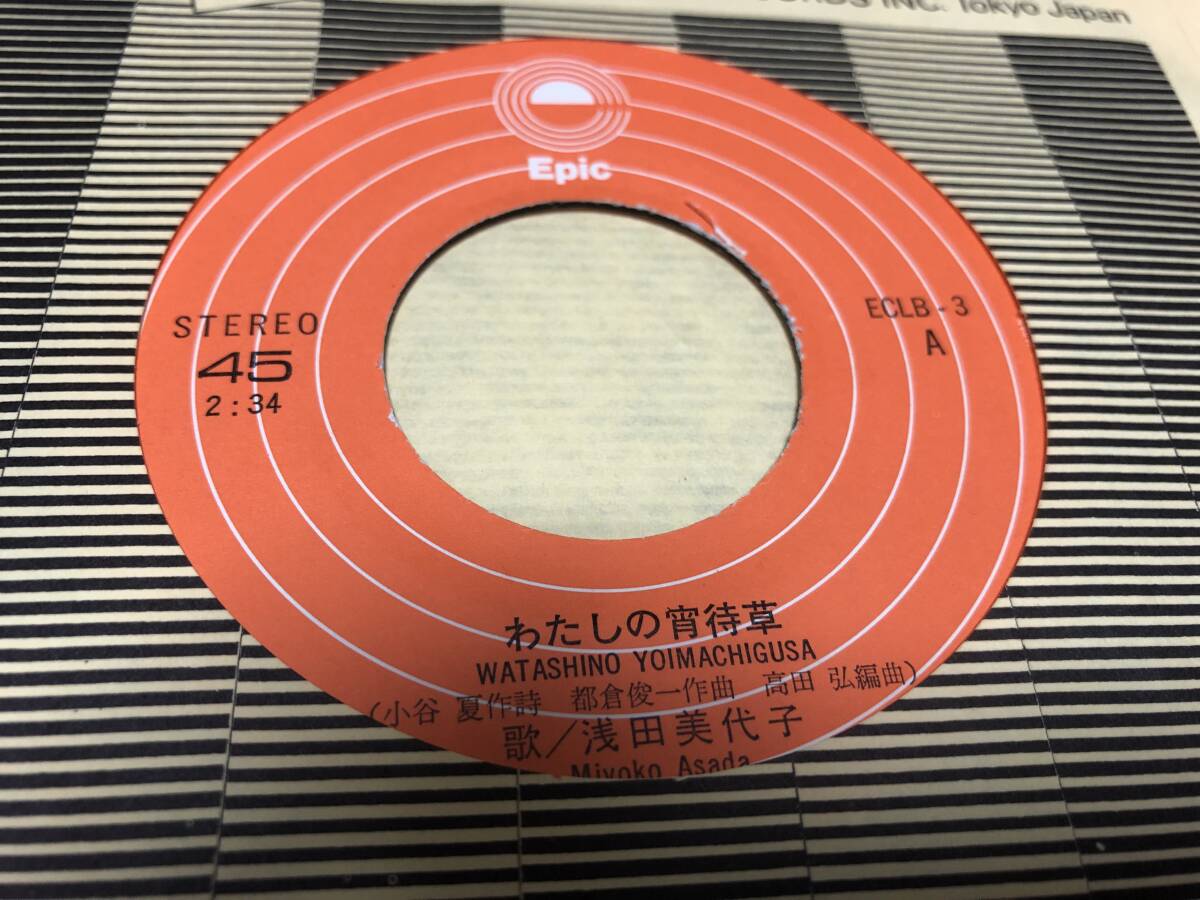 INC. Tokyo Japan
Epic
STEREO
45
2:34
ECLB-3
A
わたしの宵待草
WATASHINO YOIMACHIGUSA
(小谷 夏作詩 都倉俊一作曲 高田 弘編曲)
歌/浅田美代子
Miyoko Asada